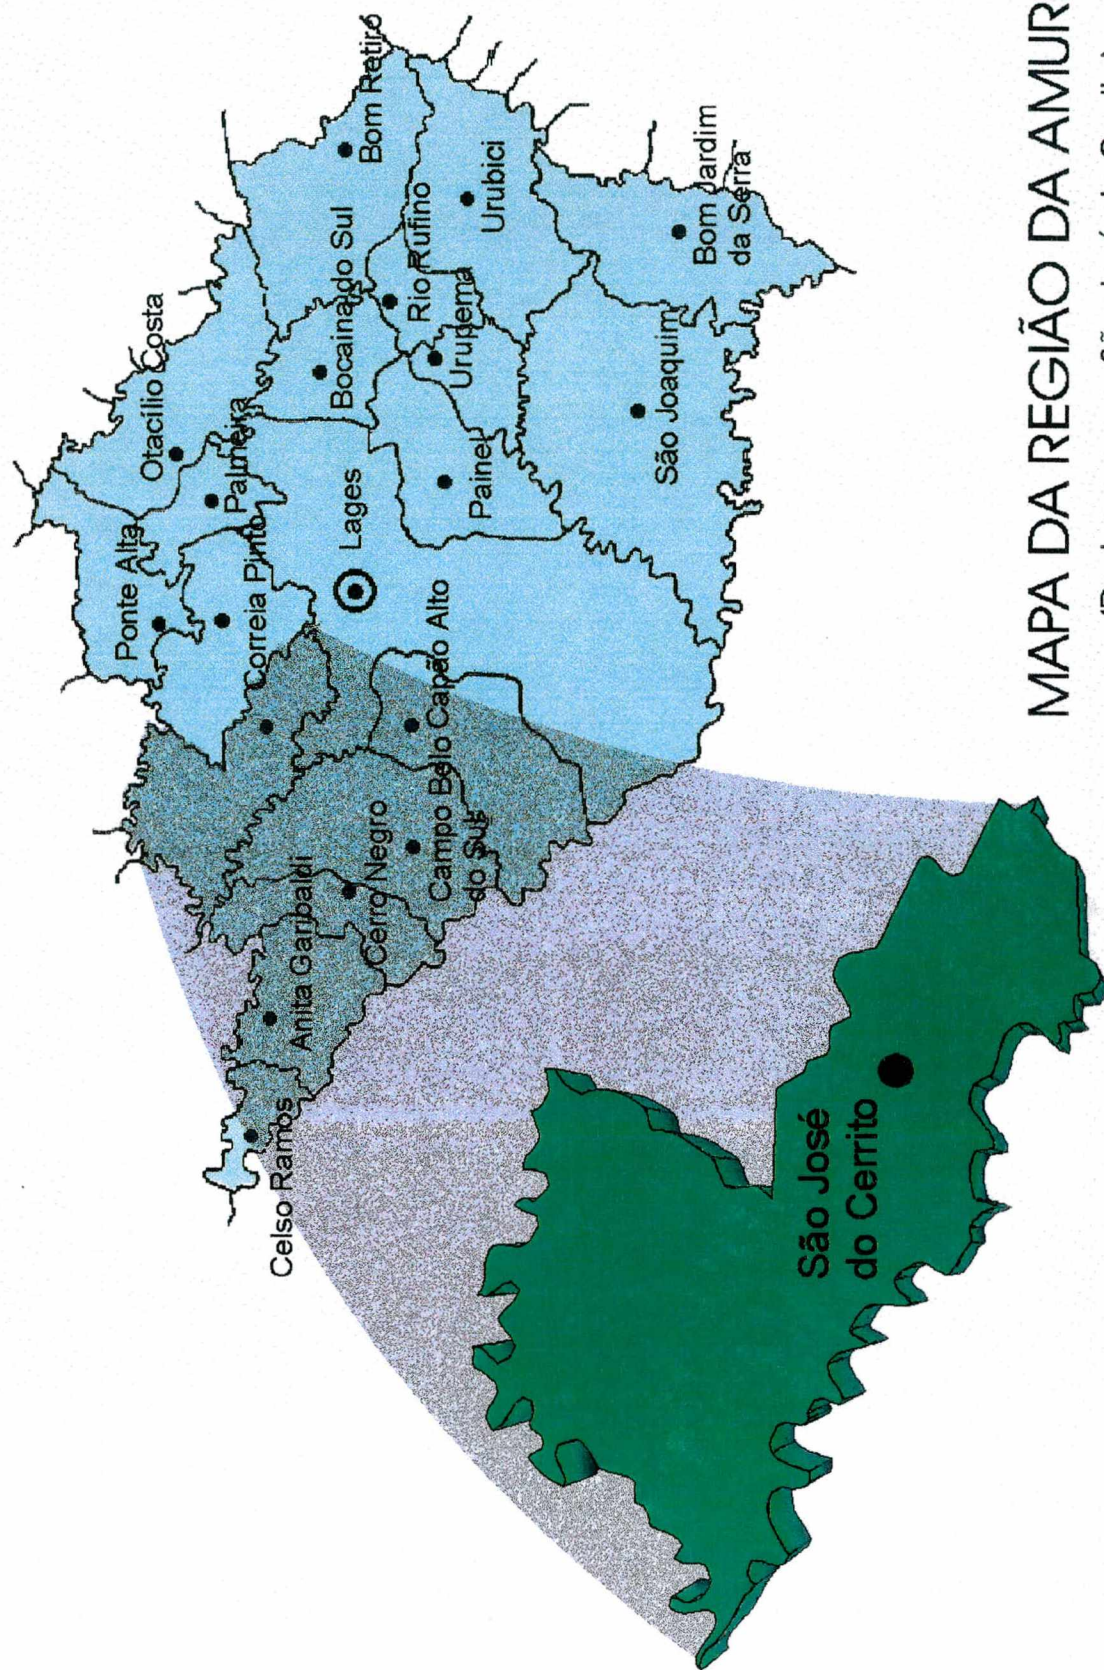 Bom Retiro
Otacílio Costa
Bocaina do Sul
Rio Rufino
Urubici
Palmeira
Urupema
Bom Jardim
da Serra
Ponte Alta
Correia Pinto
Lages
Painel
São Joaquim
Capão Alto
Campo Bello
do Sul
Cerro Negro
Anita Garibaldi
Celso Ramos
São José
do Cerrito
MAPA DA REGIÃO DA AMUR